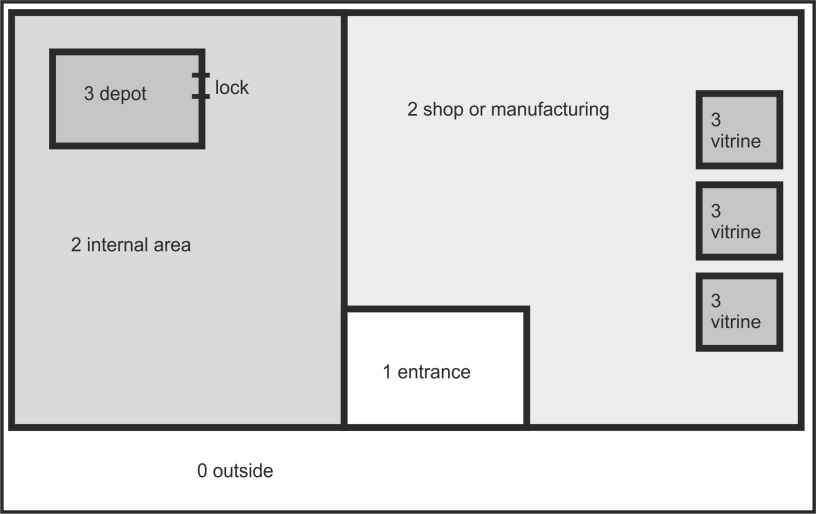 3 depot
lock
2 shop or manufacturing
3
vitrine
3
vitrine
2 internal area
3
vitrine
1 entrance
0 outside